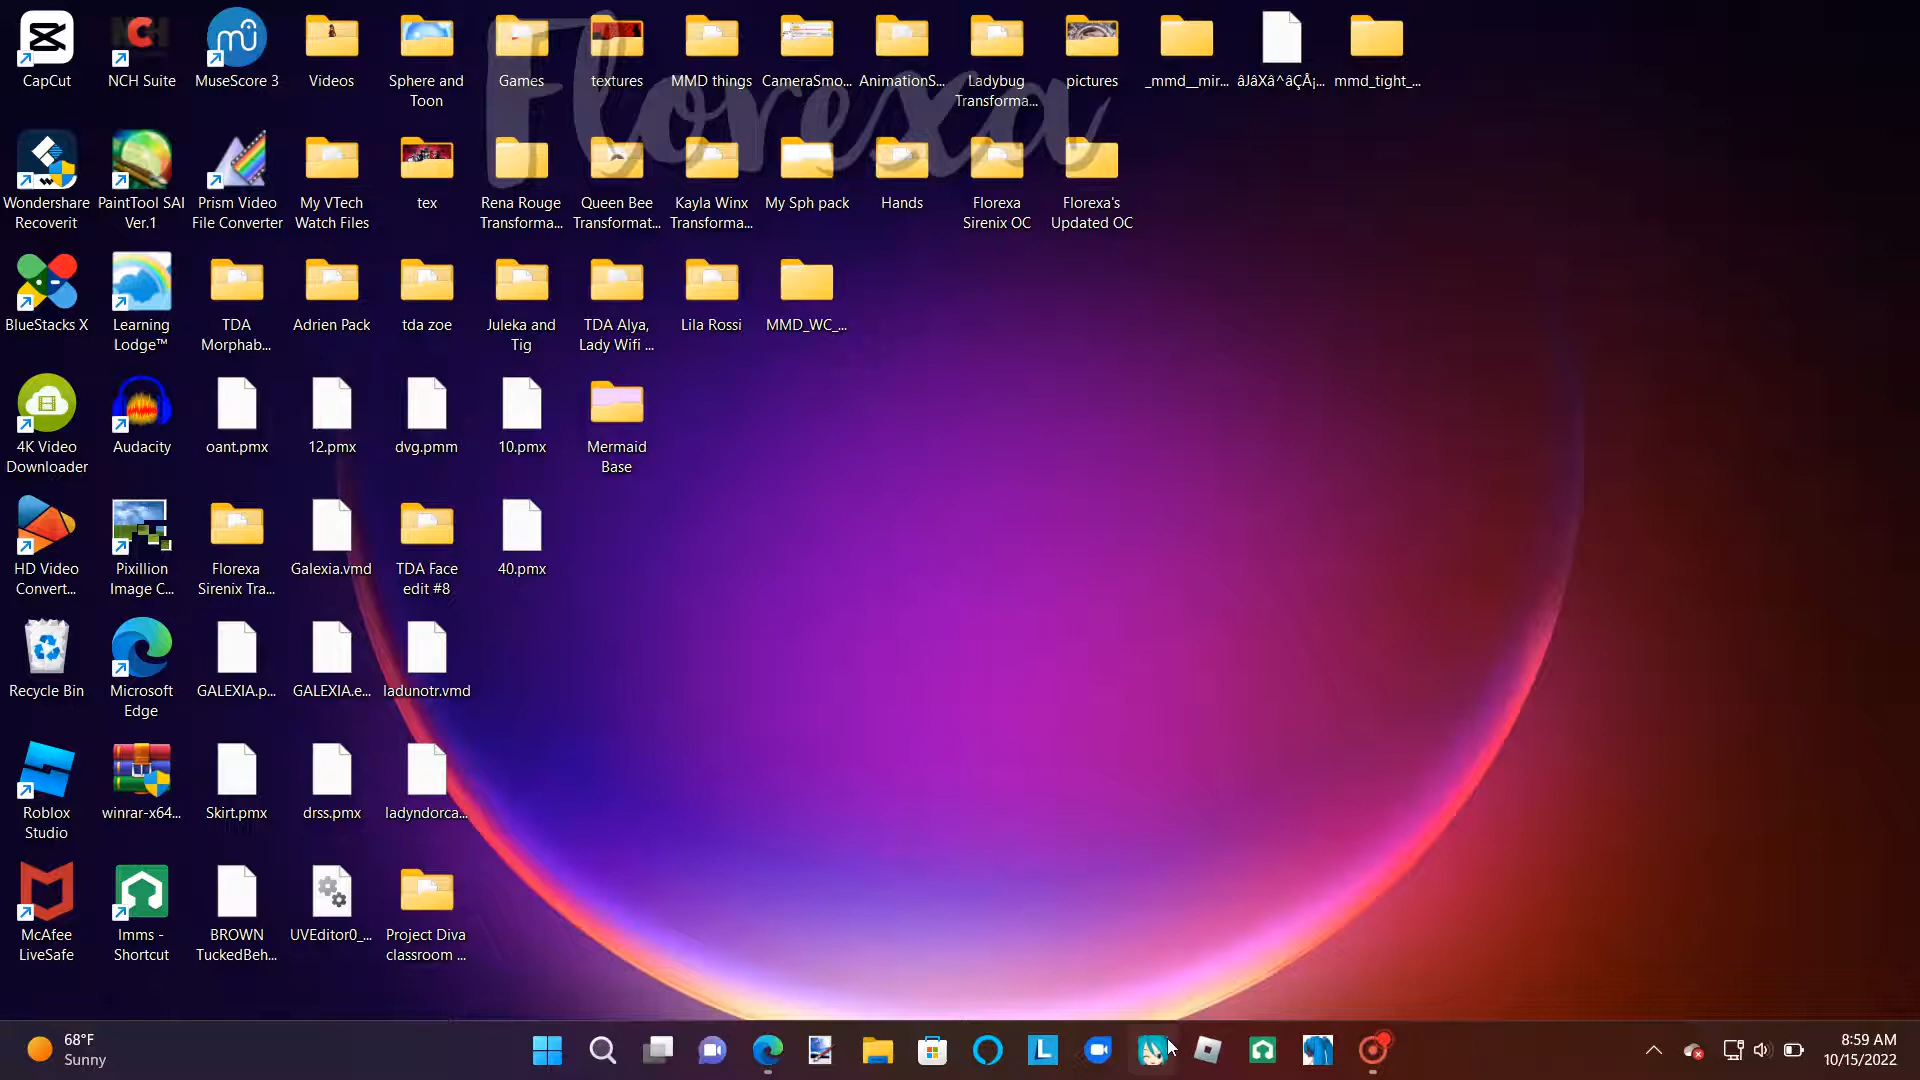 Florexa
CapCut
NCH Suite
MuseScore 3
Videos
Sphere and
Toon
Games
textures
MMD things
CameraSmo...
AnimationS...
Ladybug
Transforma...
pictures
_mmd__mir...
âJâXâ^âÇÅ¡...
mmd_tight_...
Wondershare
Recoverit
PaintTool SAI
Ver.1
Prism Video
File Converter
My VTech
Watch Files
tex
Rena Rouge
Transforma...
Queen Bee
Transformat...
Kayla Winx
Transforma...
My Sph pack
Hands
Florexa
Sirenix OC
Florexa's
Updated OC
BlueStacks X
Learning
Lodge™
TDA
Morphab...
Adrien Pack
tda zoe
Juleka and
Tig
TDA Alya,
Lady Wifi ...
Lila Rossi
MMD_WC_...
4K Video
Downloader
Audacity
oant.pmx
12.pmx
dvg.pmm
10.pmx
Mermaid
Base
HD Video
Convert...
Pixillion
Image C...
Florexa
Sirenix Tra...
Galexia.vmd
TDA Face
edit #8
40.pmx
Recycle Bin
Microsoft
Edge
GALEXIA.p...
GALEXIA.e...
ladunotr.vmd
Roblox
Studio
winrar-x64...
Skirt.pmx
drss.pmx
ladyndorca...
McAfee
LiveSafe
lmms -
Shortcut
BROWN
TuckedBeh...
UVEditor0_...
Project Diva
classroom ...
68°F
Sunny
L
8:59 AM
10/15/2022